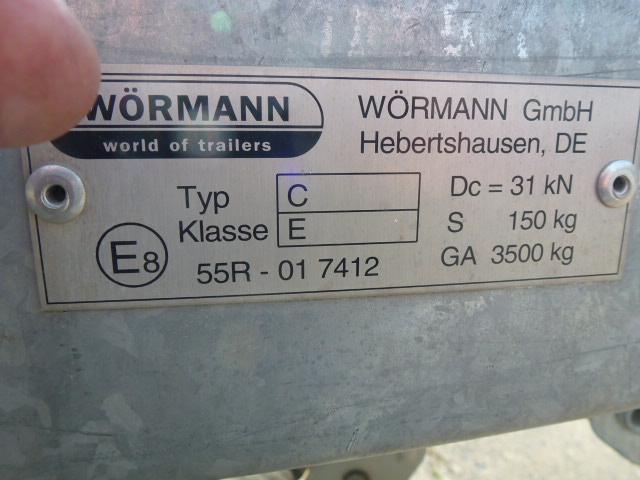 WÖRMANN
world of trailers
WÖRMANN GmbH
Hebertshausen, DE
Typ C
Klasse E
Dc = 31 kN
S 150 kg
GA 3500 kg
E8
55R - 01 7412